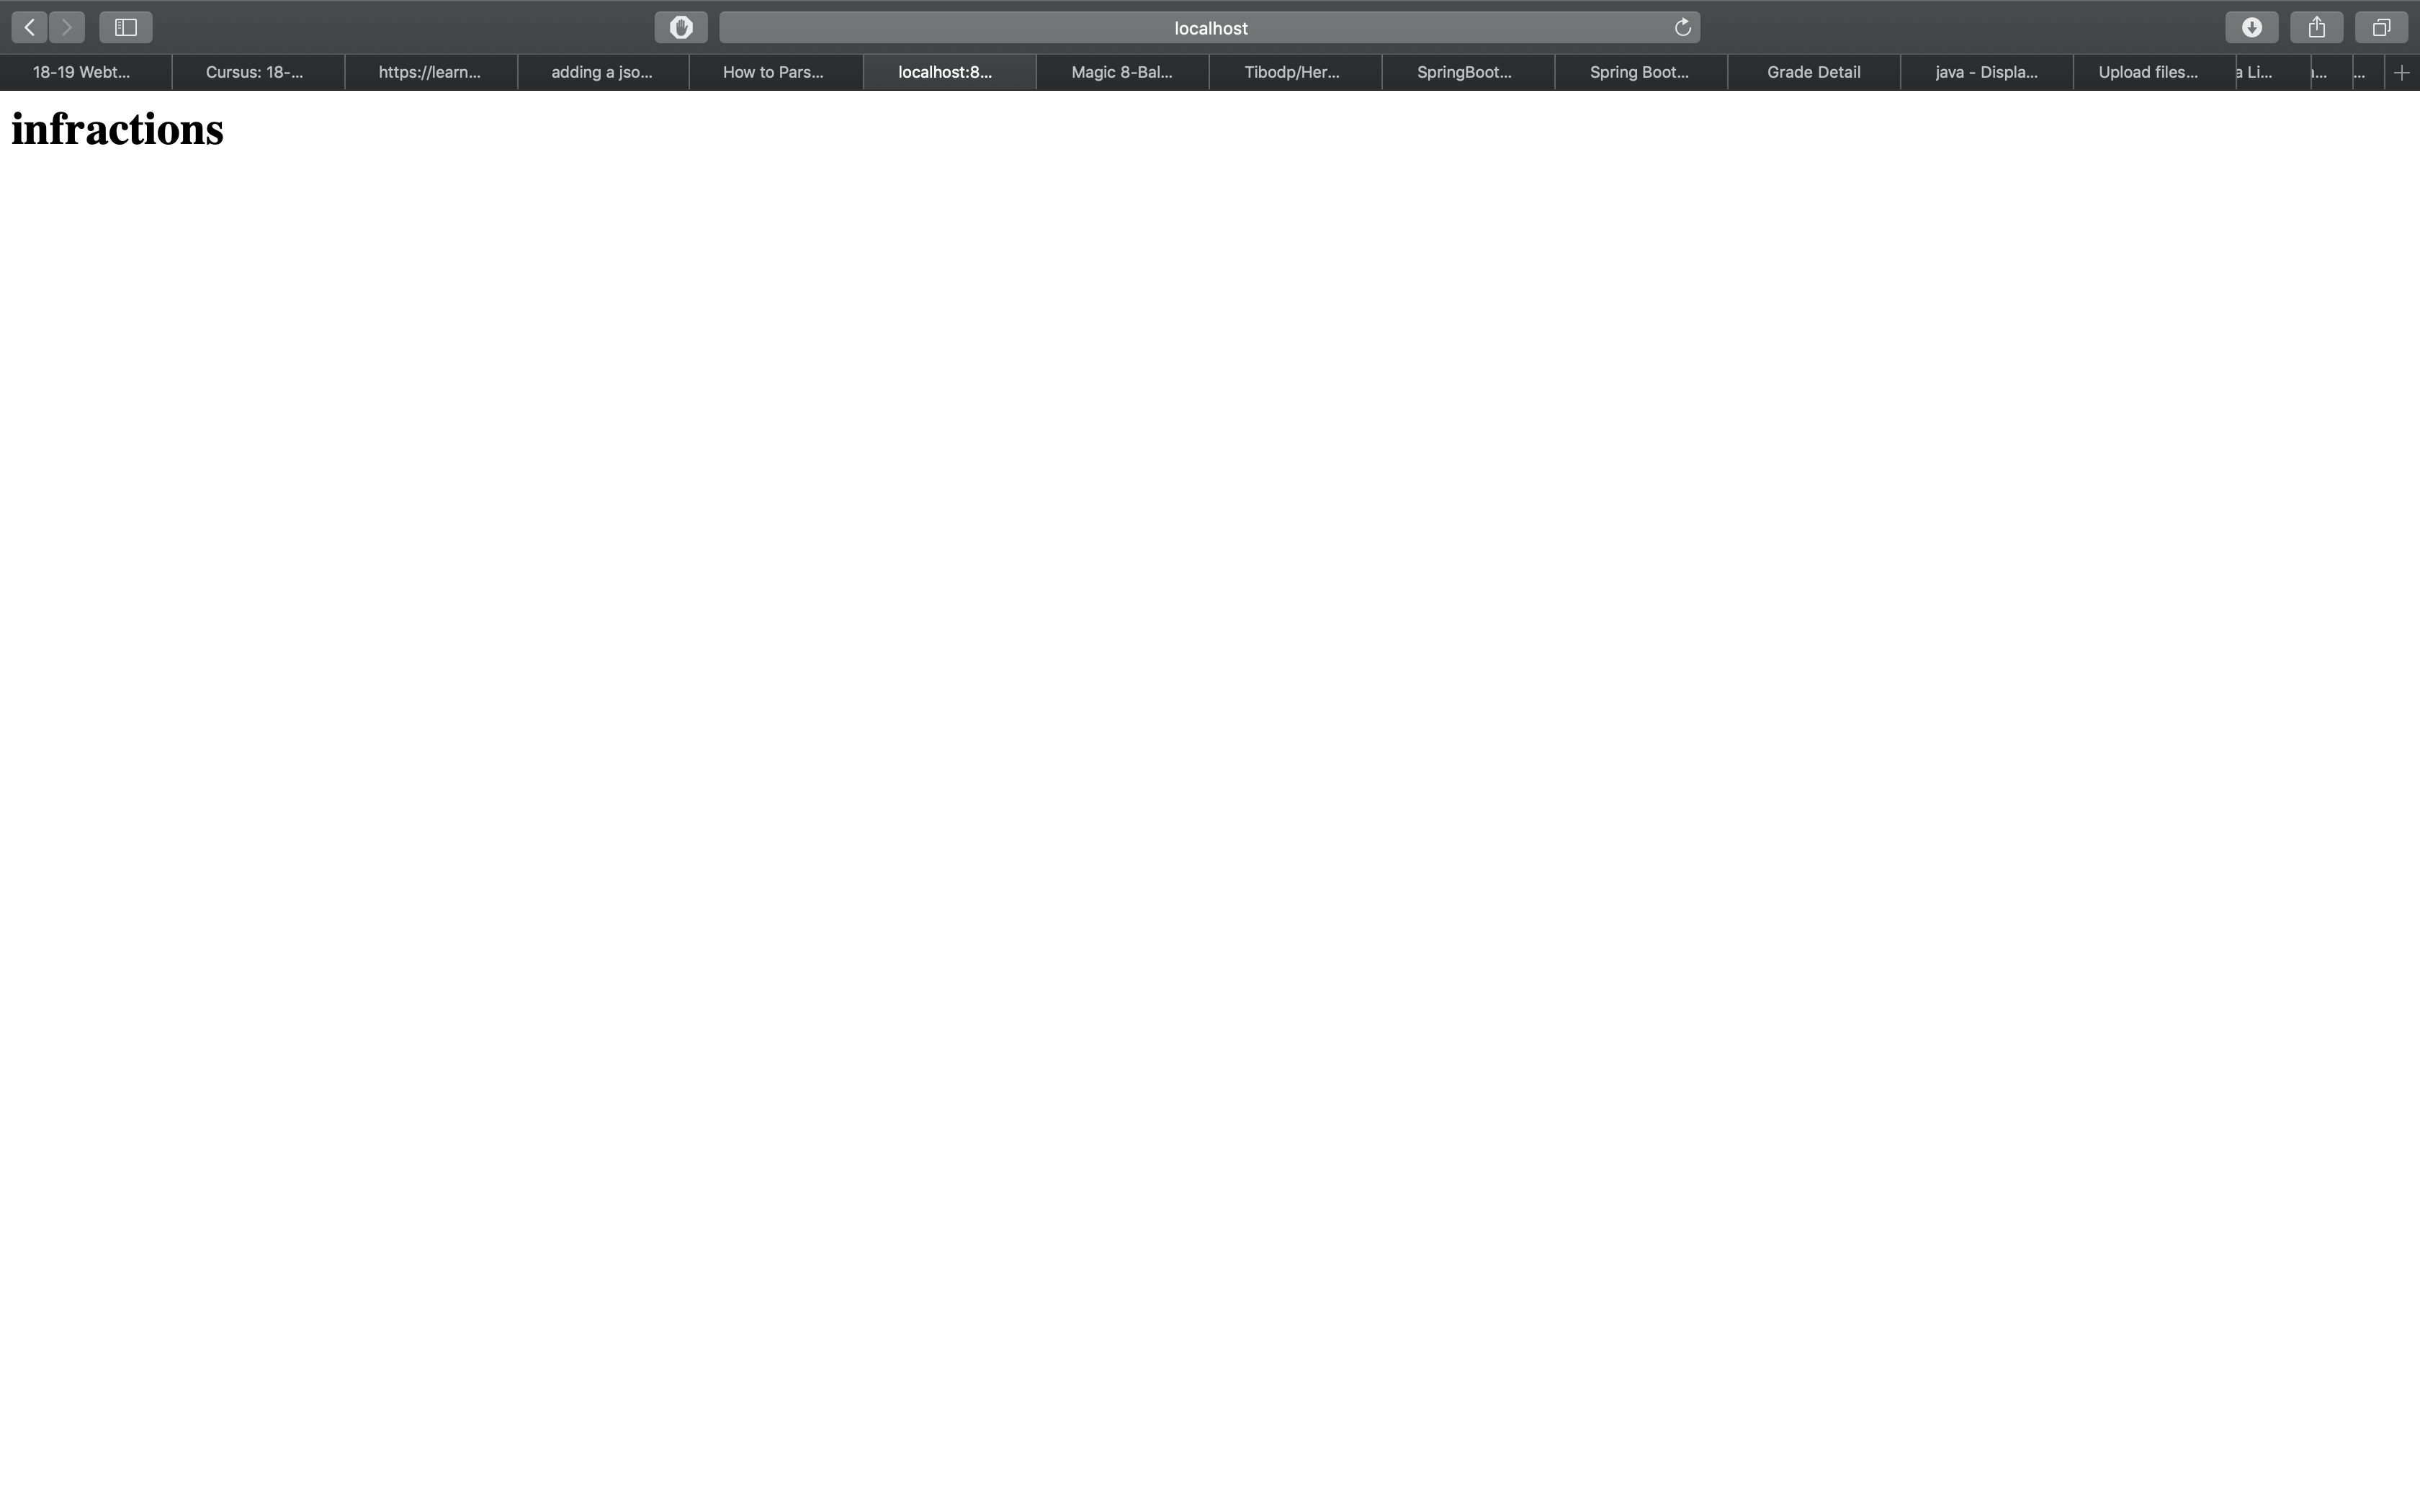 localhost
18-19 Webt...
Cursus: 18-...
https://learn...
adding a jso...
How to Pars...
localhost:8...
Magic 8-Bal...
Tibodp/Her...
SpringBoot...
Spring Boot...
Grade Detail
java - Displa...
Upload files...
a Li...
...
infractions